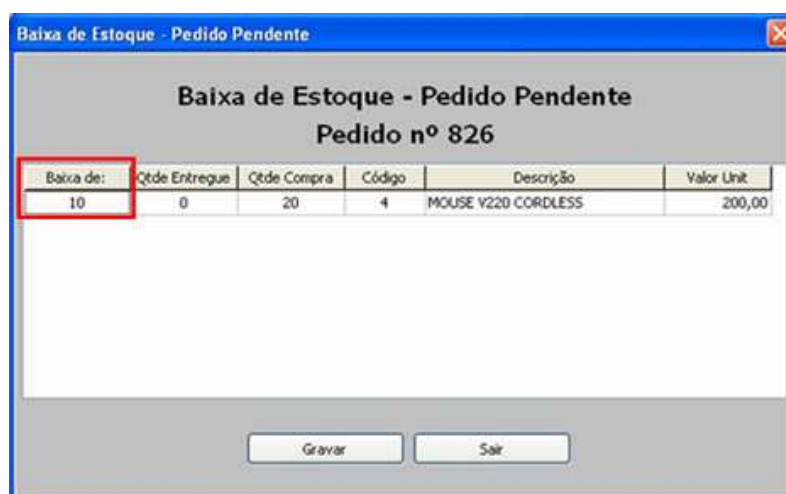 Baixa de Estoque - Pedido Pendente
Baixa de Estoque - Pedido Pendente
Pedido nº 826
Baixa de: Qtde Entregue Qtde Compra Código Descrição Valor Unit
10 0 20 4 MOUSE V220 CORDLESS 200,00
Gravar Sair